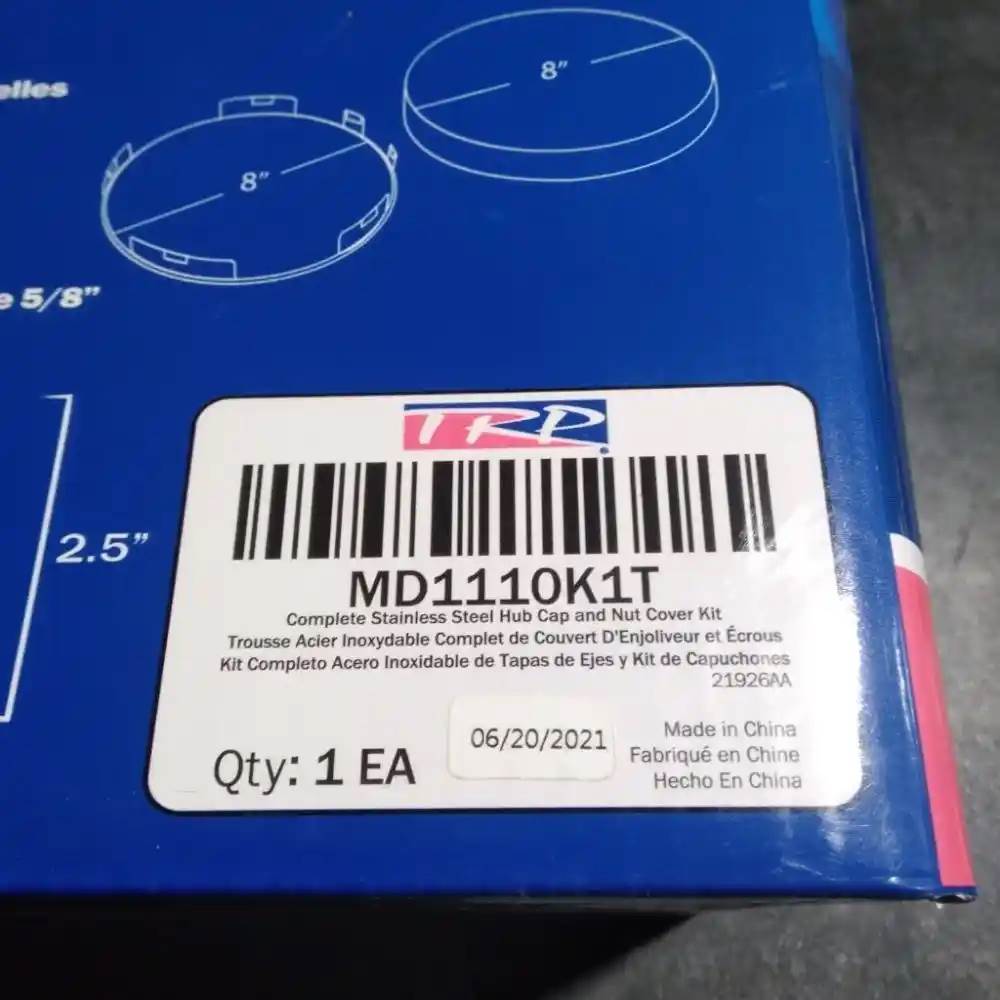 8”
elles
8”
e 5/8”
2.5”
TRP
MD1110K1T
Complete Stainless Steel Hub Cap and Nut Cover Kit
Trousse Acier Inoxydable Complet de Couvert D'Enjoliveur et Écrous
Kit Completo Acero Inoxidable de Tapas de Ejes y Kit de Capuchones
21926AA
06/20/2021
Made in China
Fabriqué en Chine
Qty: 1 EA
Hecho En China